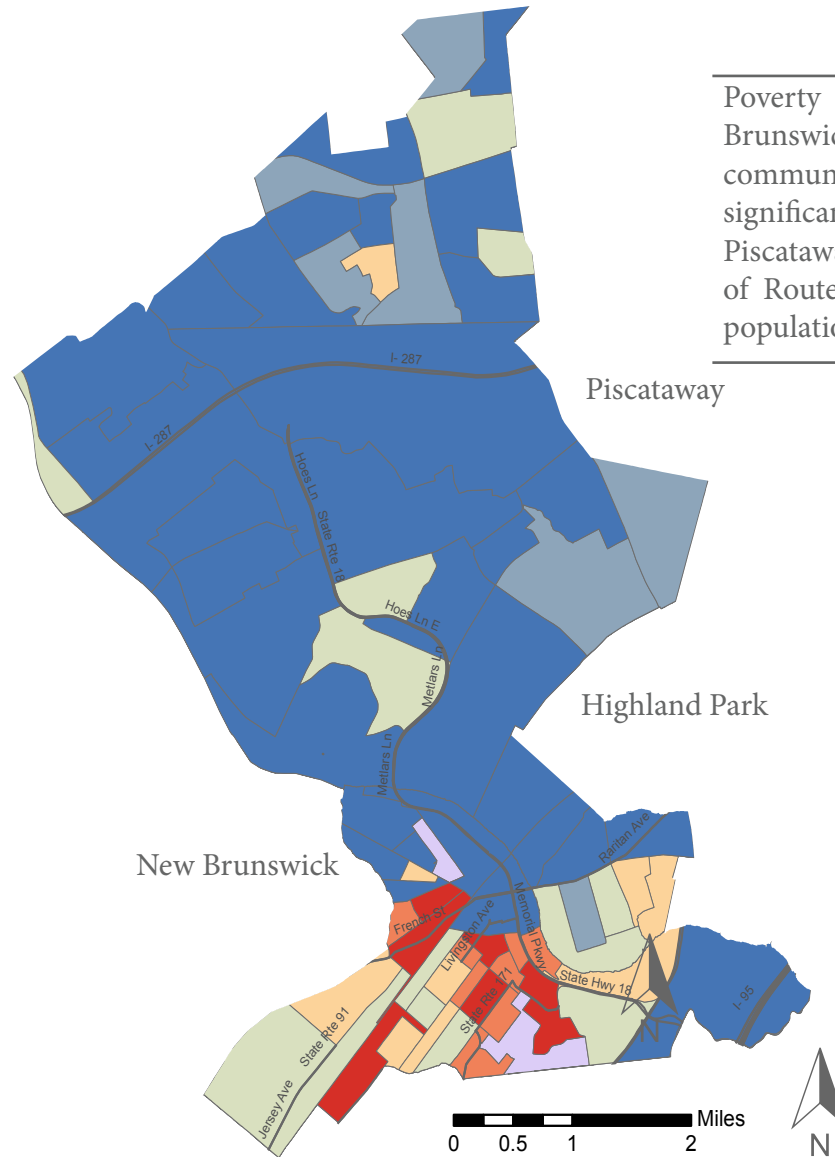 Poverty
Brunswic
commun
significan
Piscataw
of Route
populatio
I- 287
Piscataway
I- 287
Hoes Ln
State Rte 18
Hoes Ln E
Metlars Ln
Highland Park
Metlars Ln
Raritan Ave
New Brunswick
French St
Livingston Ave
Memorial Pkwy
State Hwy 18
State Rte 171
I- 95
N
State Rte 91
Jersey Ave
Miles
0 0.5 1 2
N